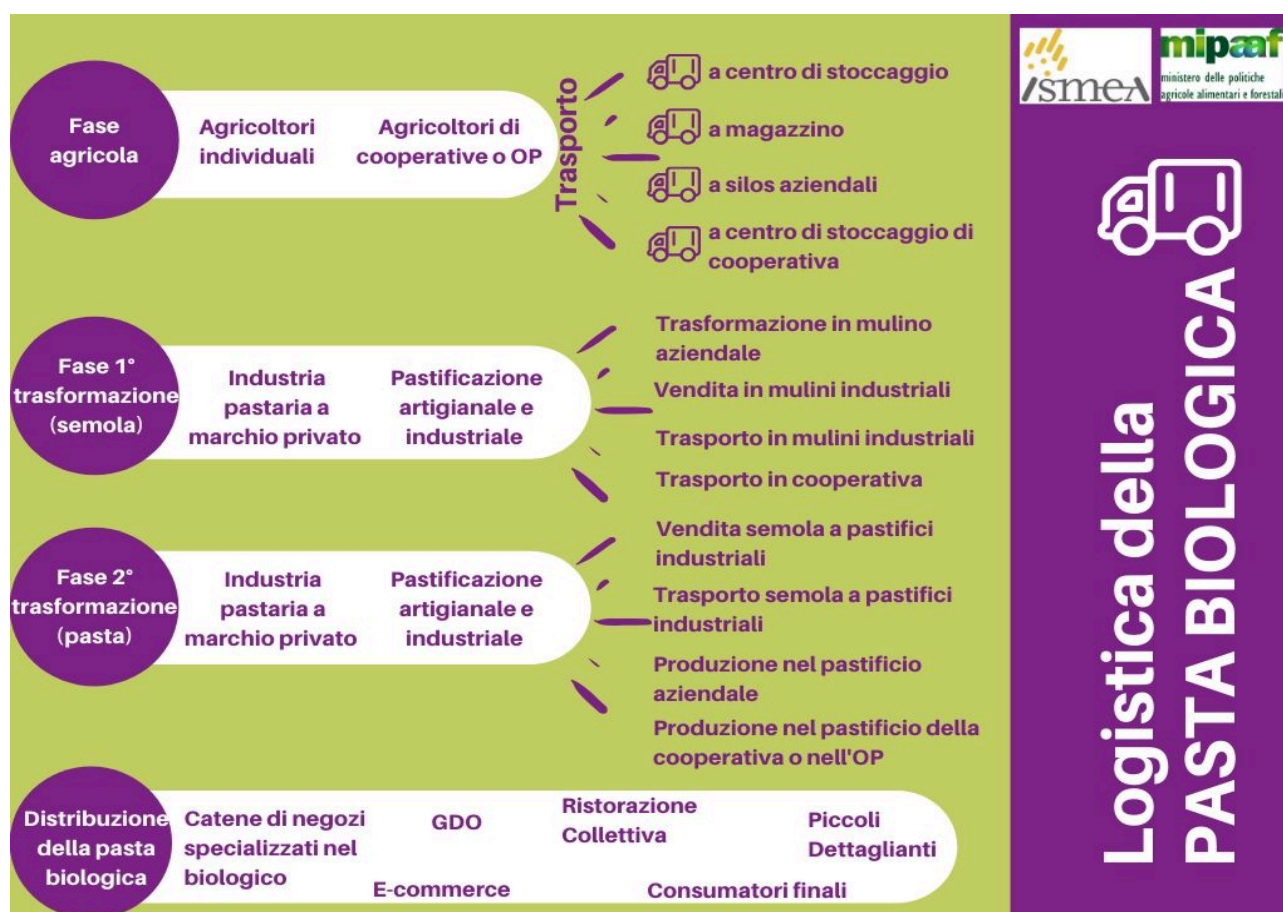 Fase
agricola
Agricoltori
individuali
Agricoltori di
cooperative o OP
Trasporto
a centro di stoccaggio
a magazzino
a silos aziendali
a centro di stoccaggio di
cooperativa
Fase 1°
trasformazione
(semola)
Industria
pastaria a
marchio privato
Pastificazione
artigianale e
industriale
Trasformazione in mulino
aziendale
Vendita in mulini industriali
Trasporto in mulini industriali
Trasporto in cooperativa
Fase 2°
trasformazione
(pasta)
Industria
pastaria a
marchio privato
Pastificazione
artigianale e
industriale
Vendita semola a pastifici
industriali
Trasporto semola a pastifici
industriali
Produzione nel pastificio
aziendale
Produzione nel pastificio della
cooperativa o nell'OP
Distribuzione
della pasta
biologica
Catene di negozi
specializzati nel
biologico
GDO
Ristorazione
Collettiva
Piccoli
Dettaglianti
E-commerce
Consumatori finali
ismea
mipaaf
ministero delle politiche
agricole alimentari e forestali
Logistica della
PASTA BIOLOGICA